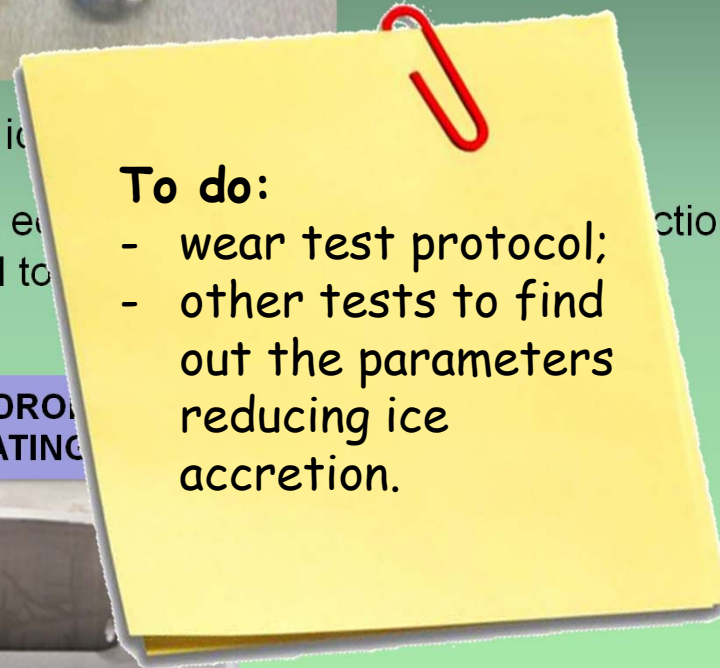 To do:
- wear test protocol;
- other tests to find
out the parameters
reducing ice
accretion.